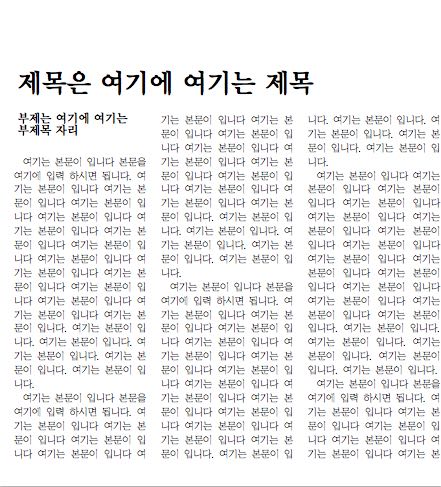 제목은 여기에 여기는 제목
부제는 여기에 여기는
부제목 자리
여기는 본문이 입니다 본문을
여기에 입력 하시면 됩니다. 여
기는 본문이 입니다 여기는 본
문이 입니다 여기는 본문이 입
니다 여기는 본문이 입니다 여
기는 본문이 입니다 여기는 본
문이 입니다 여기는 본문이 입
니다 여기는 본문이 입니다 여
기는 본문이 입니다 여기는 본
문이 입니다 여기는 본문이 입
니다 여기는 본문이 입니다 여
기는 본문이 입니다 여기는 본
문이 입니다. 여기는 본문이 입
니다. 여기는 본문이 입니다. 여
기는 본문이 입니다. 여기는 본
문이 입니다. 여기는 본문이 입
니다.
여기는 본문이 입니다 본문을
여기에 입력 하시면 됩니다. 여
기는 본문이 입니다 여기는 본
문이 입니다 여기는 본문이 입
니다 여기는 본문이 입니다 여
기는 본문이 입니다 여기는 본
문이 입니다 여기는 본문이 입
니다 여기는 본문이 입니다 여
기는 본문이 입니다 여기는 본
문이 입니다 여기는 본문이 입
니다 여기는 본문이 입니다 여
기는 본문이 입니다 여기는 본
문이 입니다. 여기는 본문이 입
니다. 여기는 본문이 입니다. 여
기는 본문이 입니다. 여기는 본
문이 입니다. 여기는 본문이 입
니다.
여기는 본문이 입니다 본문을
여기에 입력 하시면 됩니다. 여
기는 본문이 입니다 여기는 본
문이 입니다 여기는 본문이 입
니다 여기는 본문이 입니다 여
기는 본문이 입니다 여기는 본
문이 입니다 여기는 본문이 입
니다 여기는 본문이 입니다 여
기는 본문이 입니다 여기는 본
문이 입니다 여기는 본문이 입
니다 여기는 본문이 입니다 여
기는 본문이 입니다 여기는 본
문이 입니다. 여기는 본문이 입
니다. 여기는 본문이 입니다. 여
기는 본문이 입니다. 여기는 본
문이 입니다. 여기는 본문이 입
니다.
여기는 본문이 입니다 여기는
본문이 입니다 여기는 본문이
입니다 여기는 본문이 입니다
여기는 본문이 입니다 여기는
본문이 입니다 여기는 본문이
입니다 여기는 본문이 입니다
여기는 본문이 입니다 여기는
본문이 입니다 여기는 본문이
입니다 여기는 본문이 입니다
여기는 본문이 입니다 여기는
본문이 입니다 여기는 본문이
입니다. 여기는 본문이 입니다.
여기는 본문이 입니다. 여기는
본문이 입니다. 여기는 본문이
입니다. 여기는 본문이 입니다.
여기는 본문이 입니다 본문을
여기에 입력 하시면 됩니다. 여
기는 본문이 입니다 여기는 본
문이 입니다 여기는 본문이 입
니다 여기는 본문이 입니다 여
기는 본문이 입니다 여기는 본